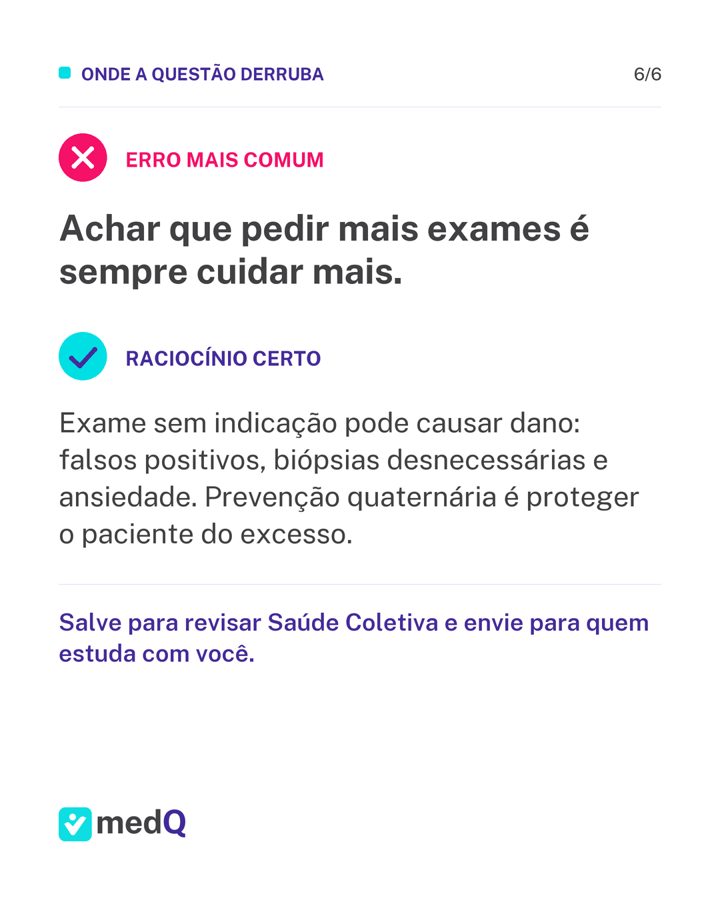 ONDE A QUESTÃO DERRUBA
6/6
ERRO MAIS COMUM
Achar que pedir mais exames é
sempre cuidar mais.
RACIOCÍNIO CERTO
Exame sem indicação pode causar dano:
falsos positivos, biópsias desnecessárias e
ansiedade. Prevenção quaternária é proteger
o paciente do excesso.
Salve para revisar Saúde Coletiva e envie para quem
estuda com você.
medQ